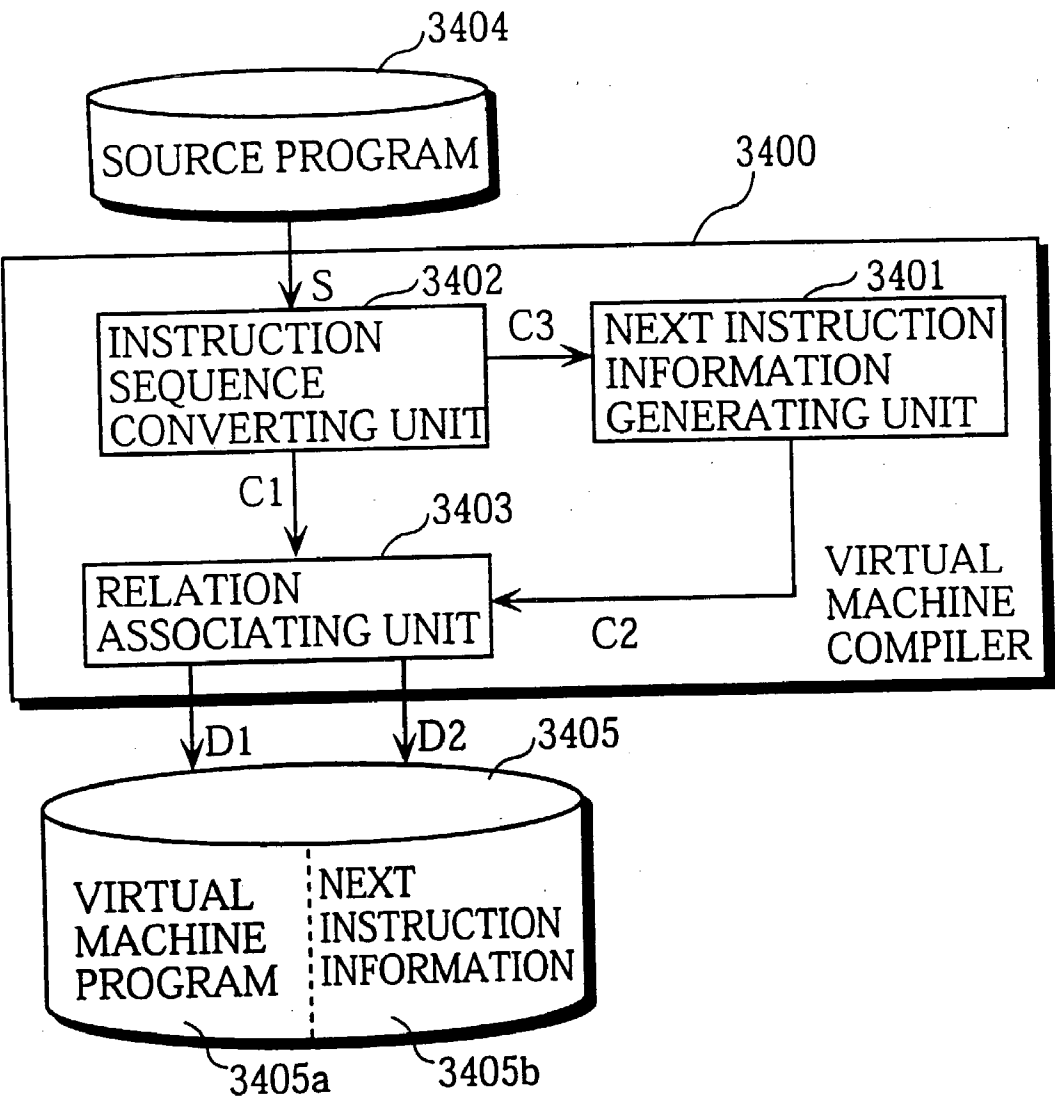 3404
SOURCE PROGRAM
3400
S
3402
INSTRUCTION
SEQUENCE
CONVERTING UNIT
C3
3401
NEXT INSTRUCTION
INFORMATION
GENERATING UNIT
C1
3403
RELATION
ASSOCIATING UNIT
C2
VIRTUAL
MACHINE
COMPILER
D1
D2
3405
VIRTUAL
MACHINE
PROGRAM
NEXT
INSTRUCTION
INFORMATION
3405a
3405b